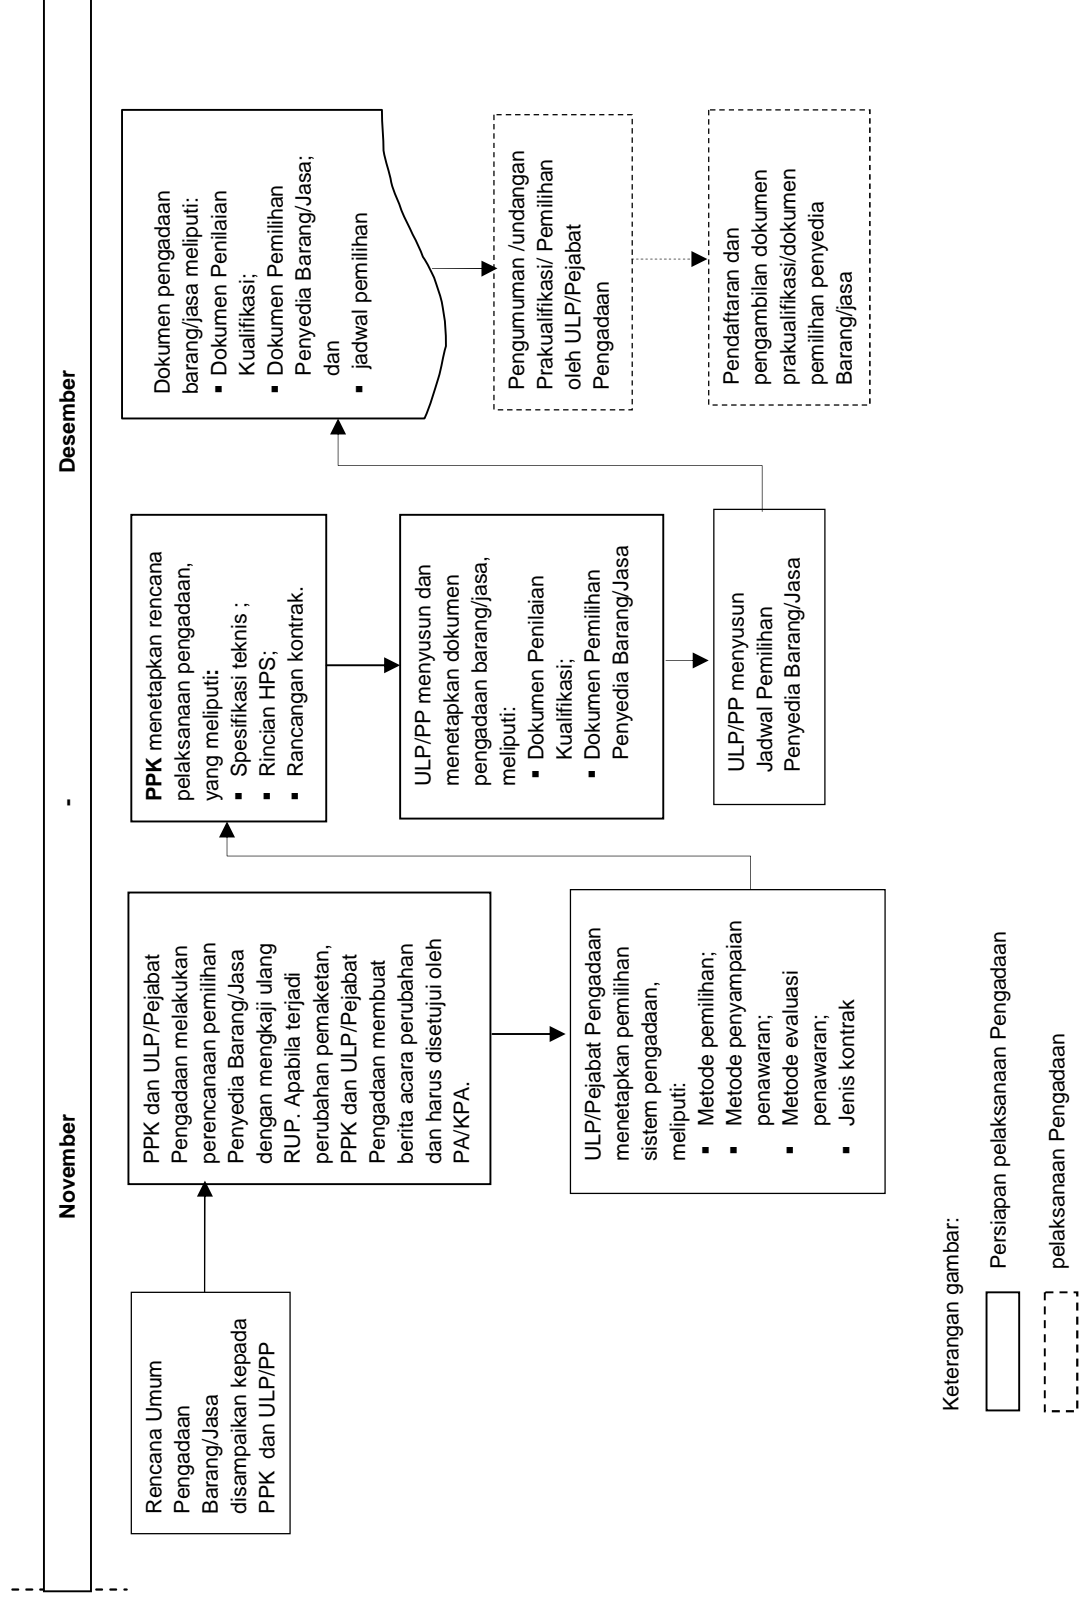 November - Desember
Rencana Umum
Pengadaan
Barang/Jasa
disampaikan kepada
PPK dan ULP/PP
PPK dan ULP/Pejabat
Pengadaan melakukan
perencanaan pemilihan
Penyedia Barang/Jasa
dengan mengkaji ulang
RUP. Apabila terjadi
perubahan pemaketan,
PPK dan ULP/Pejabat
Pengadaan membuat
berita acara perubahan
dan harus disetujui oleh
PA/KPA.
ULP/Pejabat Pengadaan
menetapkan pemilihan
sistem pengadaan,
meliputi:
▪ Metode pemilihan;
▪ Metode penyampaian
penawaran;
▪ Metode evaluasi
penawaran;
▪ Jenis kontrak
PPK menetapkan rencana
pelaksanaan pengadaan,
yang meliputi:
▪ Spesifikasi teknis ;
▪ Rincian HPS;
▪ Rancangan kontrak.
ULP/PP menyusun dan
menetapkan dokumen
pengadaan barang/jasa,
meliputi:
▪ Dokumen Penilaian
Kualifikasi;
▪ Dokumen Pemilihan
Penyedia Barang/Jasa
ULP/PP menyusun
Jadwal Pemilihan
Penyedia Barang/Jasa
Dokumen pengadaan
barang/jasa meliputi:
▪ Dokumen Penilaian
Kualifikasi;
▪ Dokumen Pemilihan
Penyedia Barang/Jasa;
dan
▪ jadwal pemilihan
Pengumuman /undangan
Prakualifikasi/ Pemilihan
oleh ULP/Pejabat
Pengadaan
Pendaftaran dan
pengambilan dokumen
prakualifikasi/dokumen
pemilihan penyedia
Barang/jasa
Keterangan gambar:
Persiapan pelaksanaan Pengadaan
pelaksanaan Pengadaan